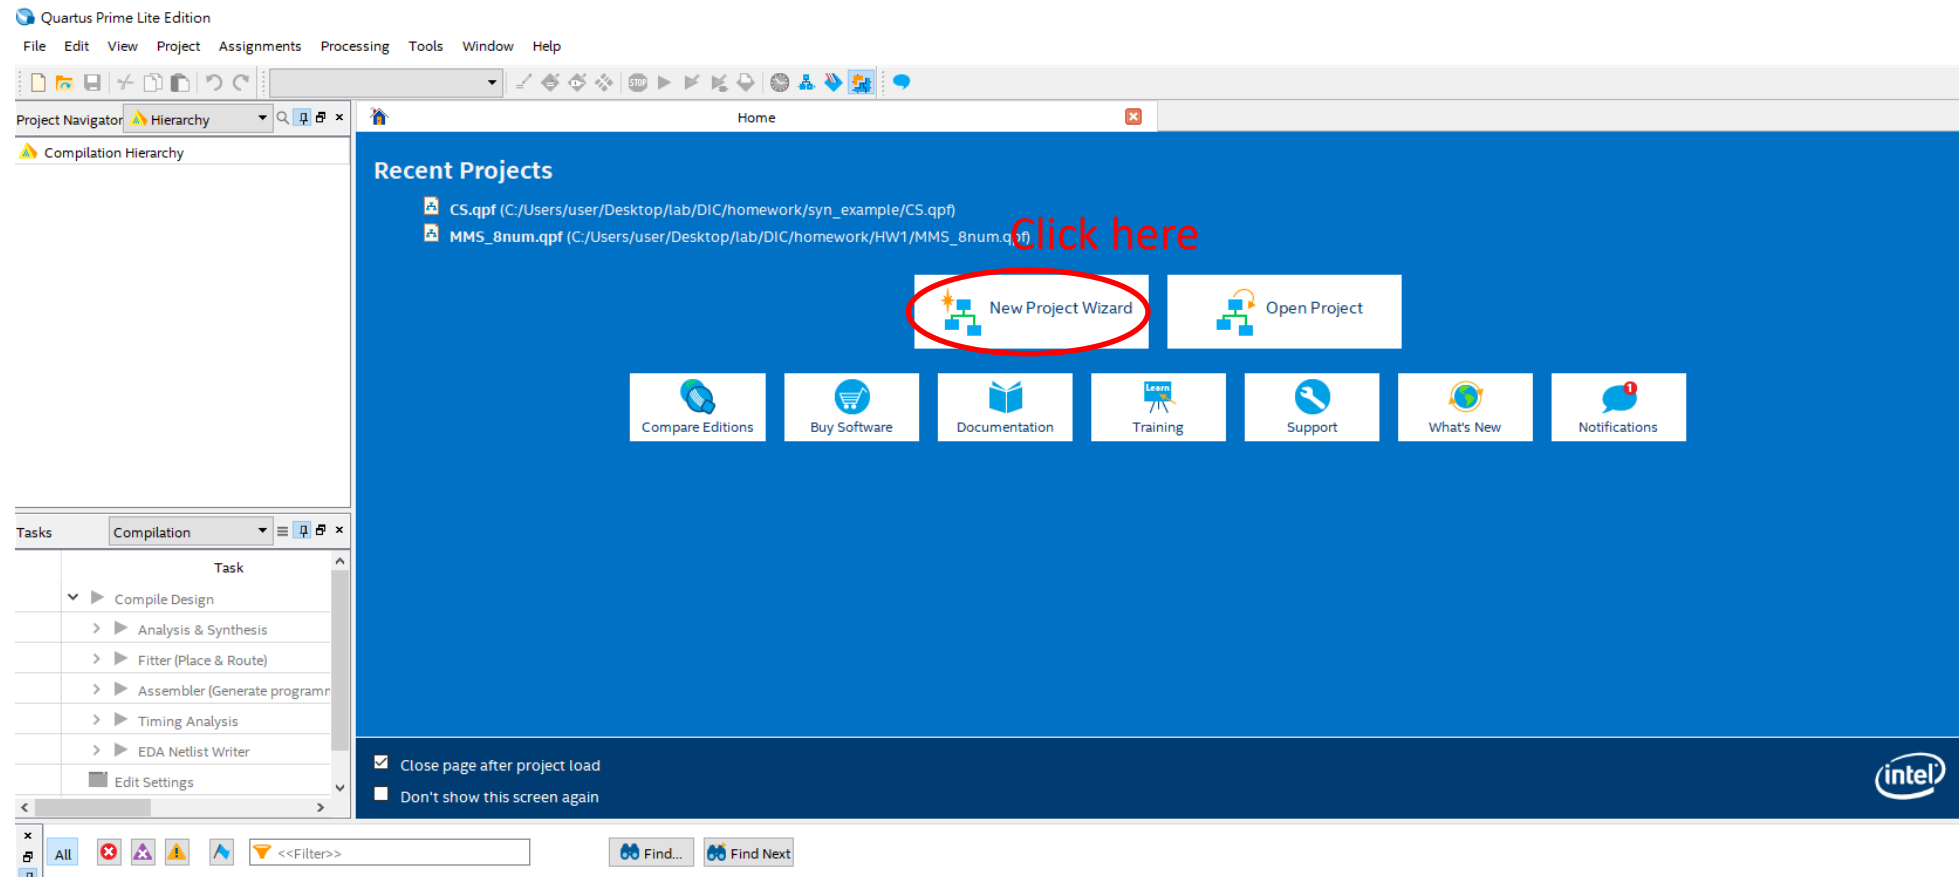 Quartus Prime Lite Edition
File Edit View Project Assignments Processing Tools Window Help
STOP
Project Navigator Hierarchy
Home
Compilation Hierarchy
Recent Projects
CS.qpf (C:/Users/user/Desktop/lab/DIC/homework/syn_example/CS.qpf)
MMS_8num.qpf (C:/Users/user/Desktop/lab/DIC/homework/HW1/MMS_8num.qpf)
Click here
New Project Wizard
Open Project
Compare Editions
Buy Software
Documentation
Learn
Training
Support
What's New
1
Notifications
Tasks Compilation
Task
Compile Design
Analysis & Synthesis
Fitter (Place & Route)
Assembler (Generate programm
Timing Analysis
EDA Netlist Writer
Edit Settings
Close page after project load
Don't show this screen again
intel
All <<Filter>> Find... Find Next